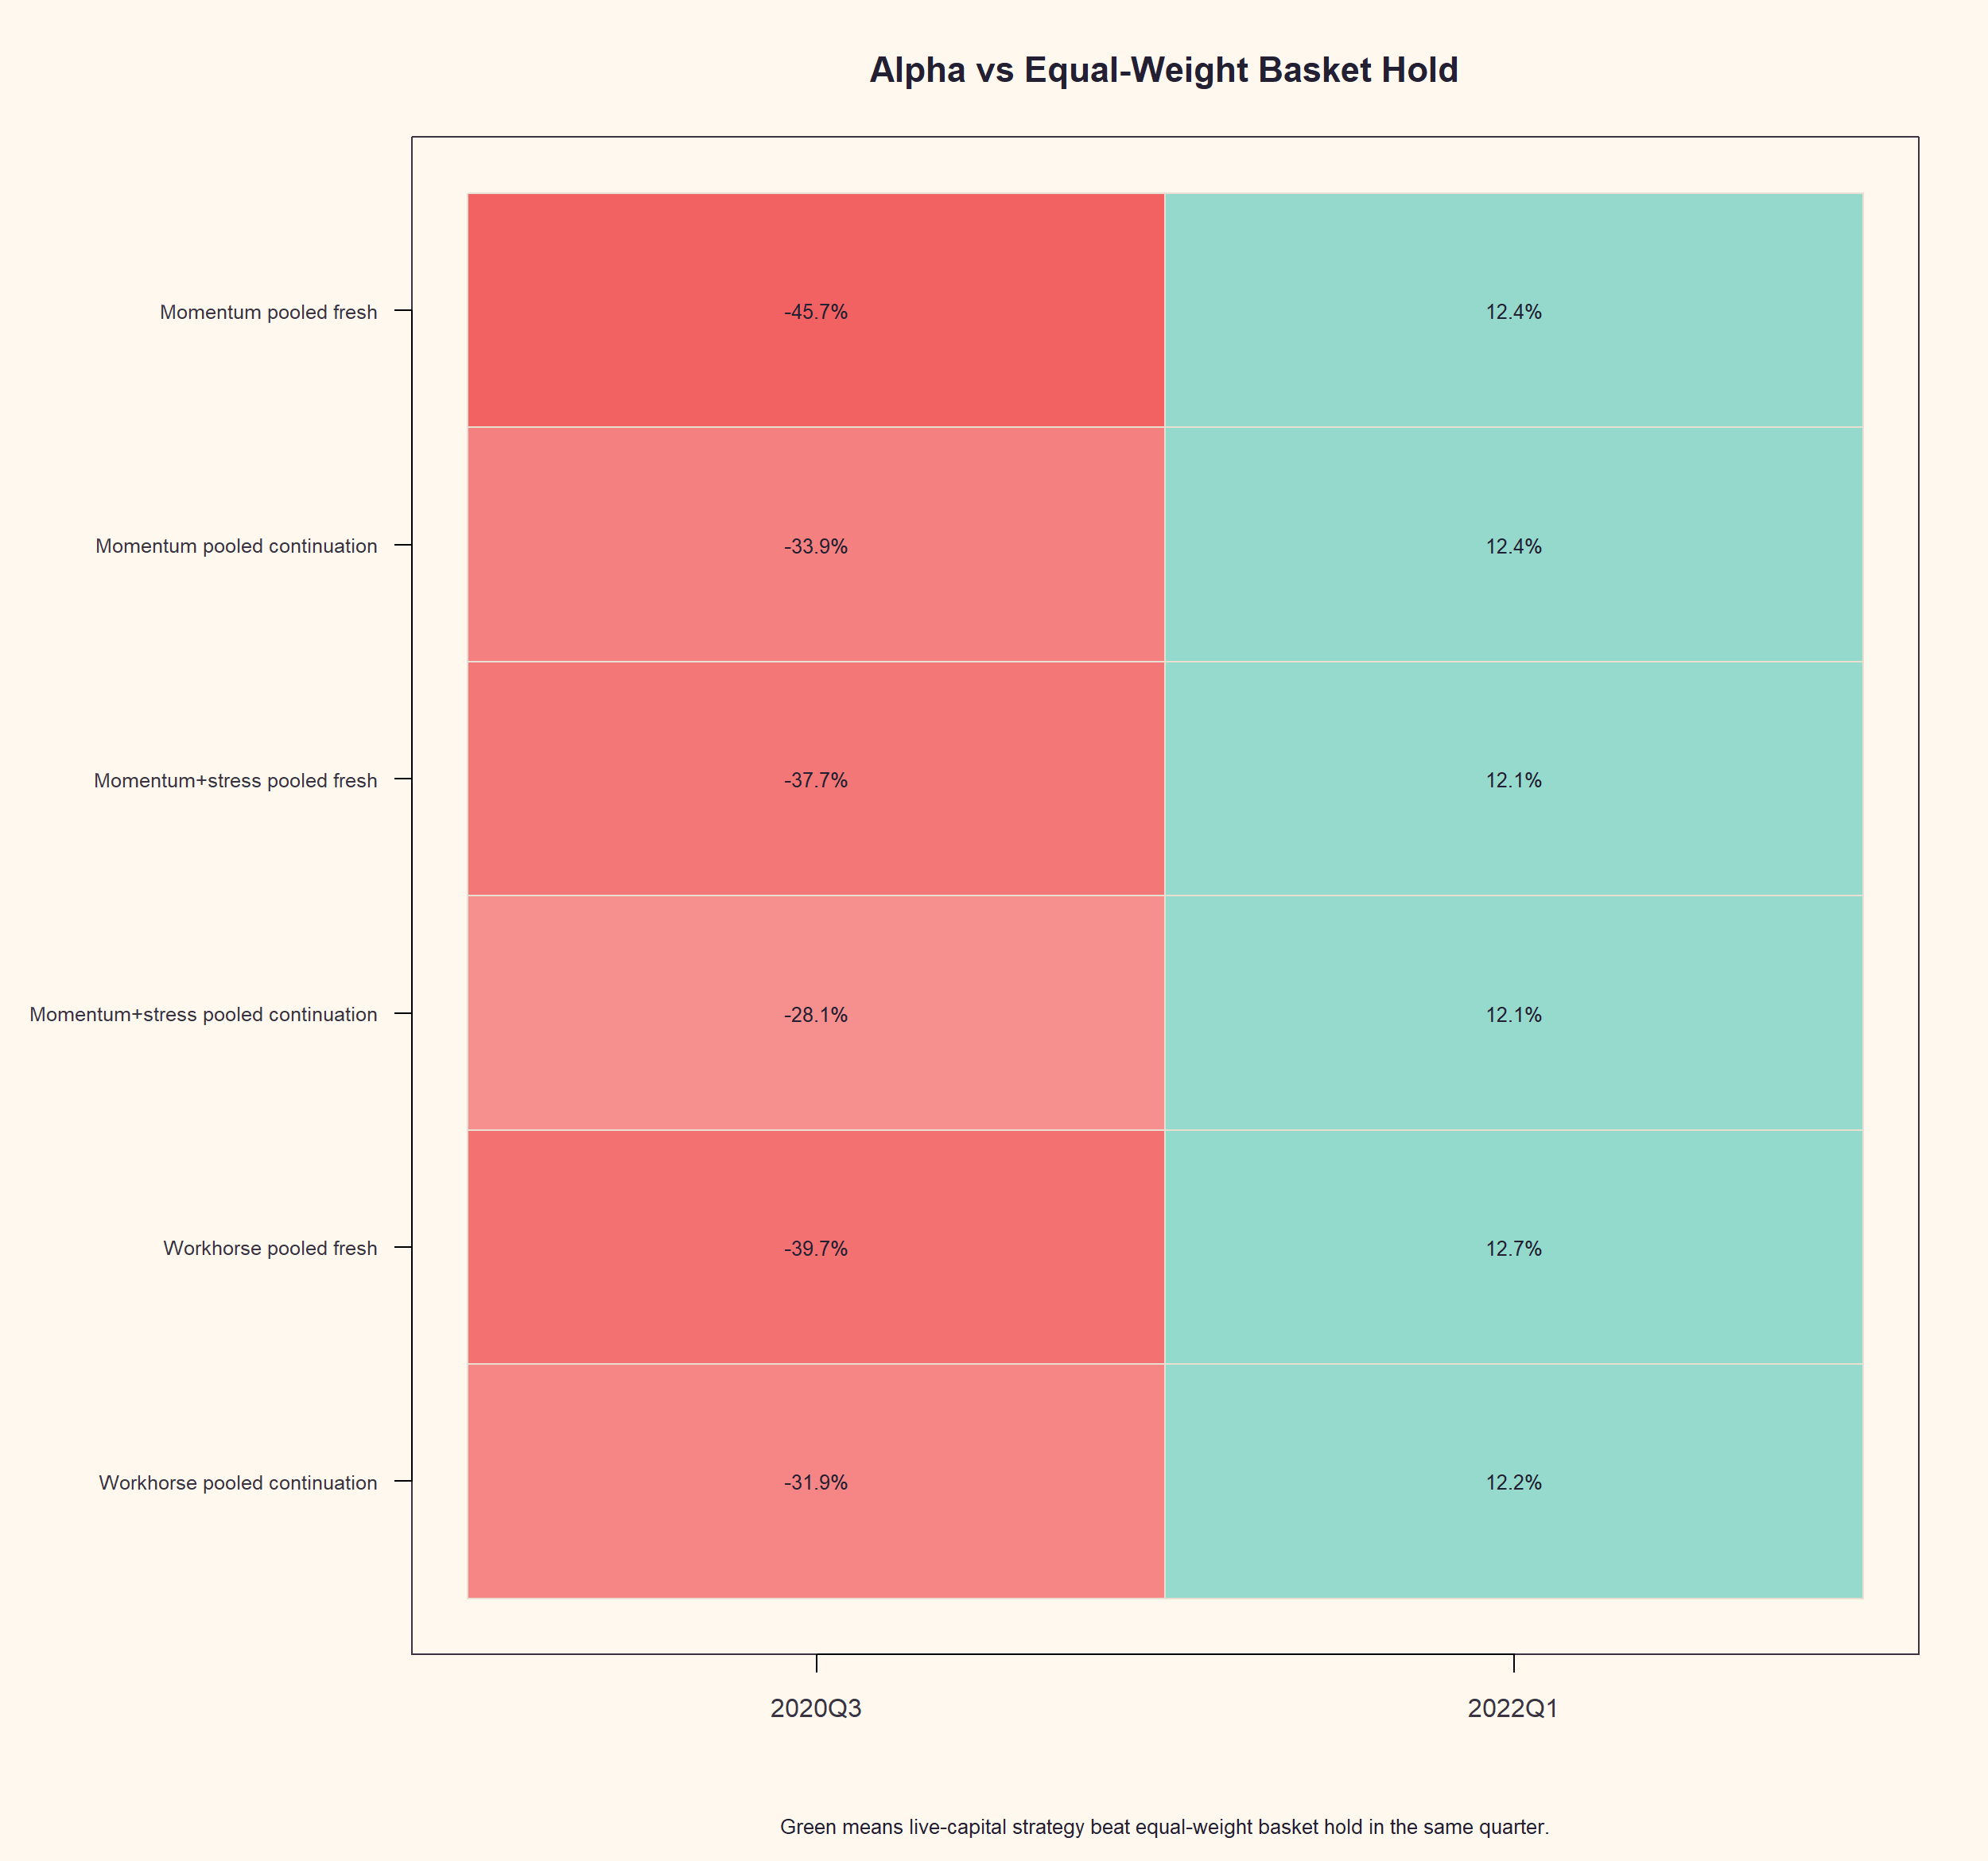 Alpha vs Equal-Weight Basket Hold
Momentum pooled fresh
-45.7%
12.4%
Momentum pooled continuation
-33.9%
12.4%
Momentum+stress pooled fresh
-37.7%
12.1%
Momentum+stress pooled continuation
-28.1%
12.1%
Workhorse pooled fresh
-39.7%
12.7%
Workhorse pooled continuation
-31.9%
12.2%
2020Q3
2022Q1
Green means live-capital strategy beat equal-weight basket hold in the same quarter.